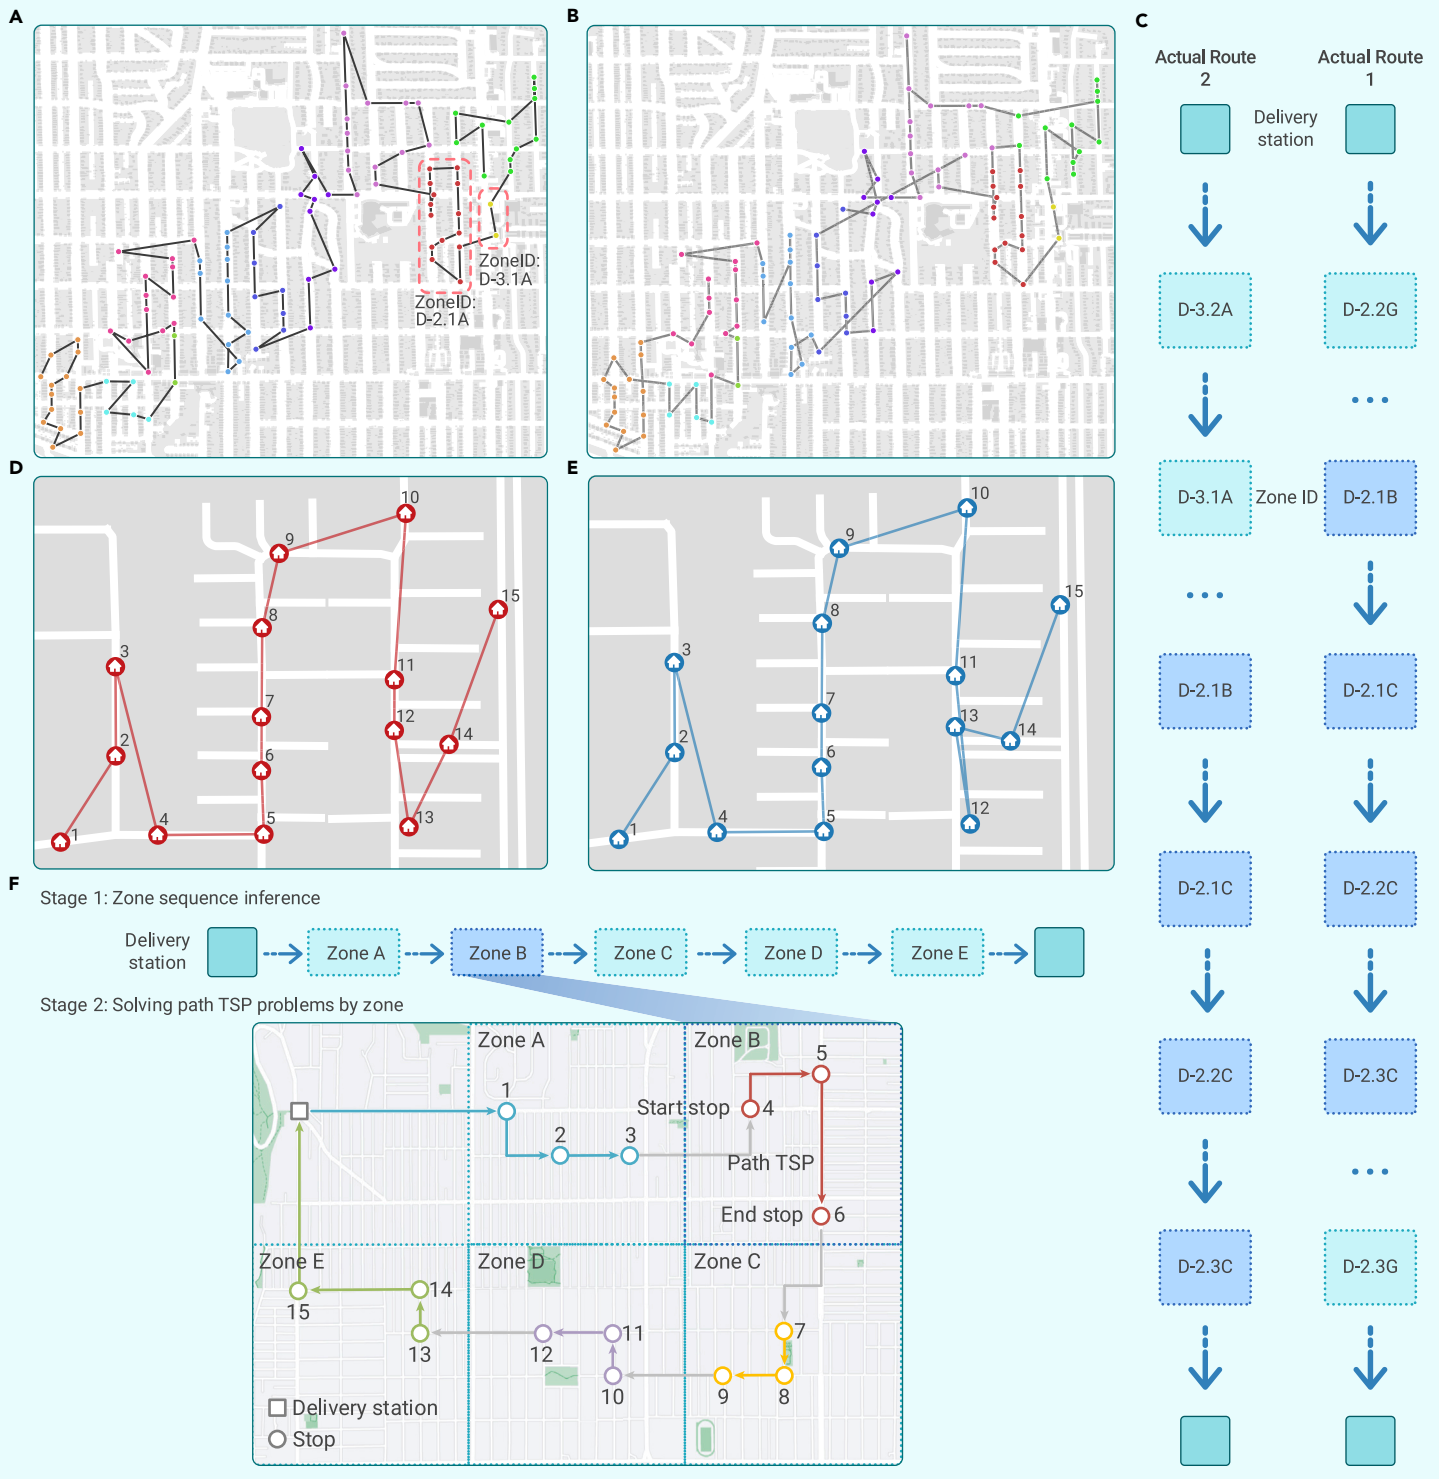 A
ZoneID:
D-3.1A
ZoneID:
D-2.1A
B
C
Actual Route
2
Actual Route
1
Delivery
station
D-3.2A
D-2.2G
...
D-3.1A
Zone ID
D-2.1B
...
D-2.1B
D-2.1C
D-2.1C
D-2.2C
D-2.2C
D-2.3C
...
D-2.3C
D-2.3G
D
1
2
3
4
5
6
7
8
9
10
11
12
13
14
15
E
1
2
3
4
5
6
7
8
9
10
11
12
13
14
15
F
Stage 1: Zone sequence inference
Delivery
station
Zone A
Zone B
Zone C
Zone D
Zone E
Stage 2: Solving path TSP problems by zone
Zone A
Zone B
1
2
3
Start stop
4
5
Path TSP
End stop
6
Zone E
Zone D
Zone C
15
14
13
12
11
10
9
8
7
Delivery station
Stop